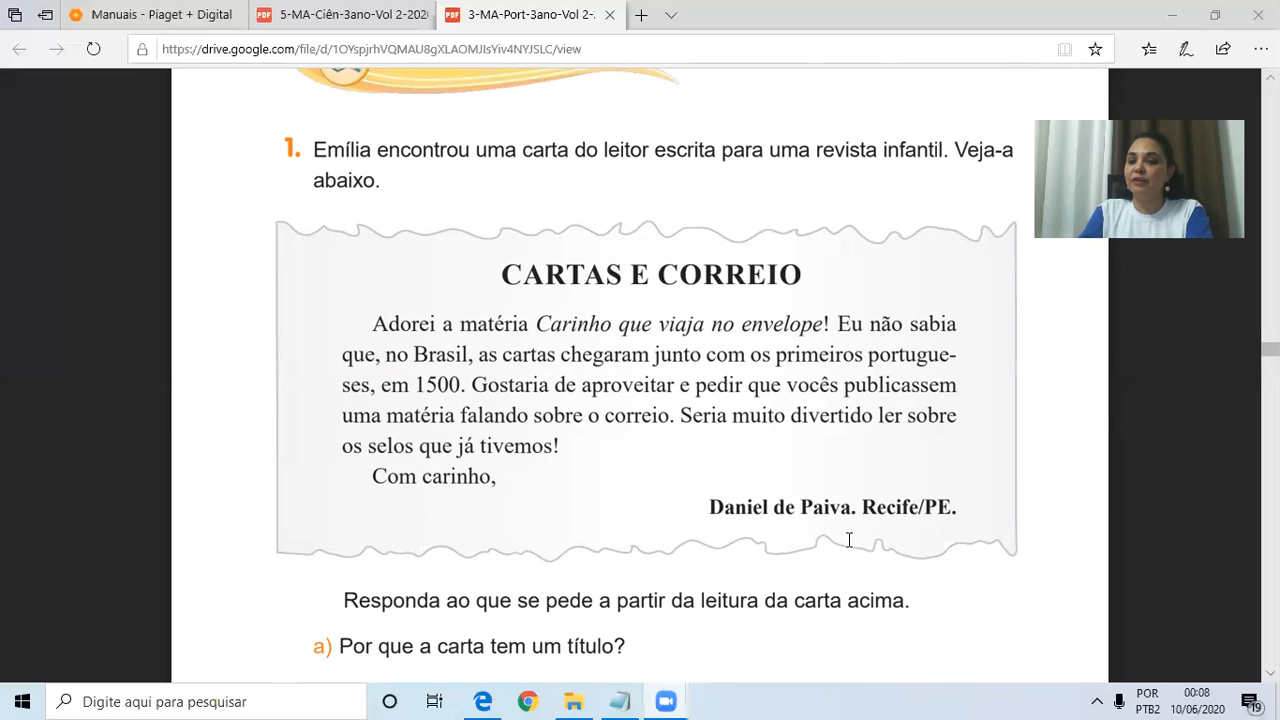 Manuais - Piaget + Digital
5-MA-Português Vol 2-202
3-MA-Port-Inter-
https://drive.google.com/file/d/1OYspjrhVQMAU8gXLAOMJIsYiv4NYJSLC/view
1. Emília encontrou uma carta do leitor escrita para uma revista infantil. Veja-a
abaixo.
CARTAS E CORREIO
Adorei a matéria Carinho que viaja no envelope! Eu não sabia
que, no Brasil, as cartas chegaram junto com os primeiros portugue-
ses, em 1500. Gostaria de aproveitar e pedir que vocês publicassem
uma matéria falando sobre o correio. Seria muito divertido ler sobre
os selos que já tivemos!
Com carinho,
Daniel de Paiva. Recife/PE.
Responda ao que se pede a partir da leitura da carta acima.
a) Por que a carta tem um título?
Digite aqui para pesquisar
POR
PTB2
00:08
10/06/2020
19